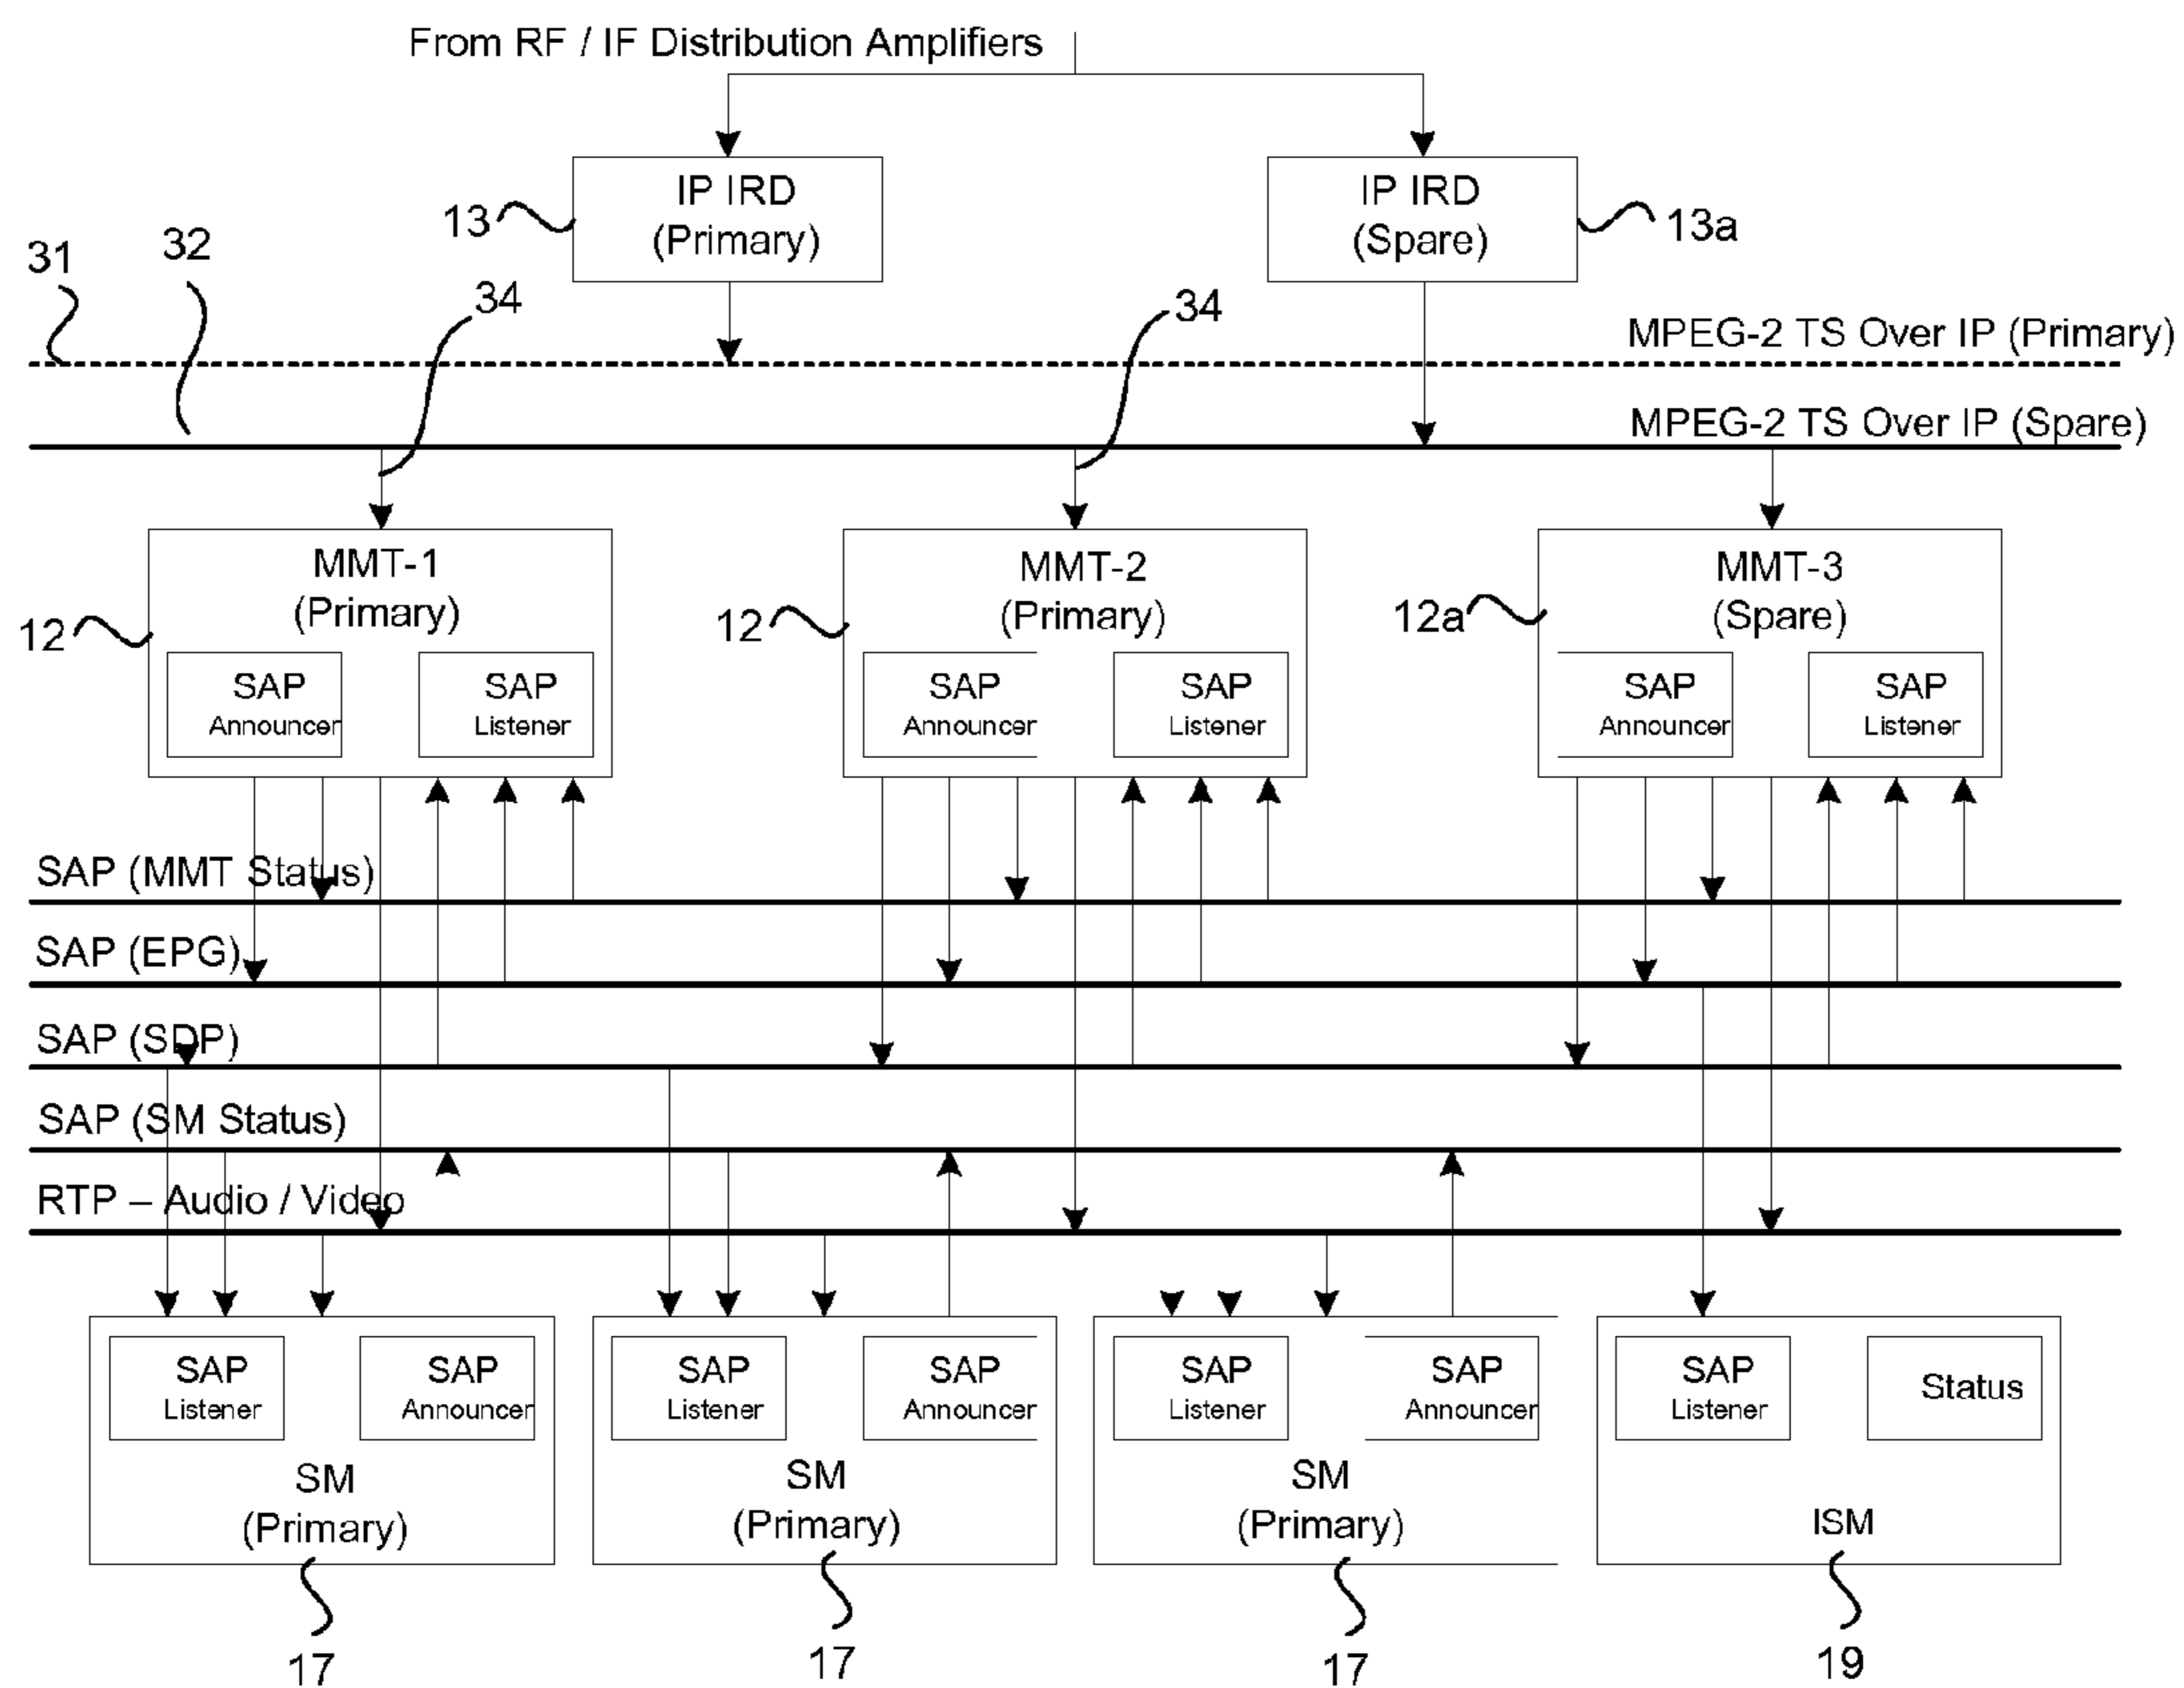 From RF / IF Distribution Amplifiers
IP IRD
(Primary)
13
IP IRD
(Spare)
13a
31
32
34
34
MPEG-2 TS Over IP (Primary)
MPEG-2 TS Over IP (Spare)
MMT-1
(Primary)
12
SAP
Announcer
SAP
Listener
MMT-2
(Primary)
12
SAP
Announcer
SAP
Listener
MMT-3
(Spare)
12a
SAP
Announcer
SAP
Listener
SAP (MMT Status)
SAP (EPG)
SAP (SDP)
SAP (SM Status)
RTP – Audio / Video
SAP
Listener
SAP
Announcer
SM
(Primary)
17
SAP
Listener
SAP
Announcer
SM
(Primary)
17
SAP
Listener
SAP
Announcer
SM
(Primary)
17
SAP
Listener
Status
ISM
19